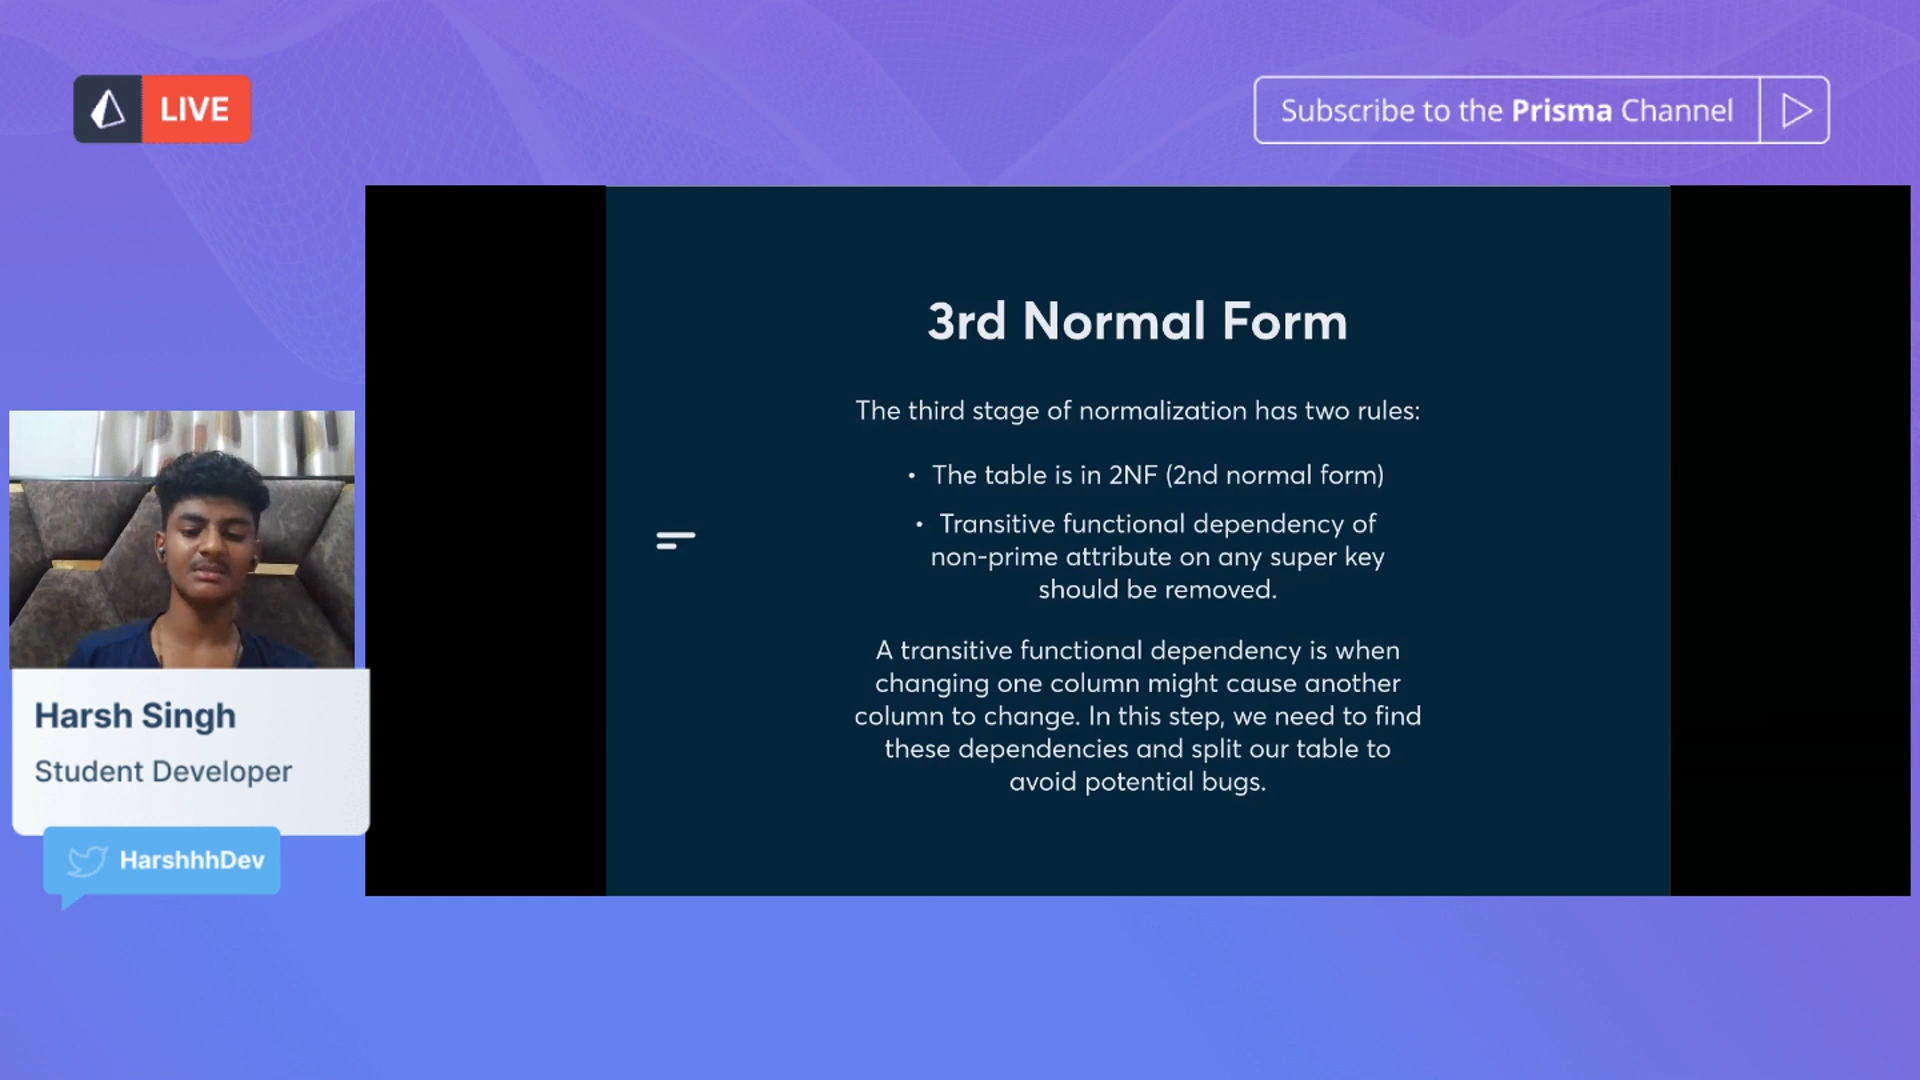 LIVE
Subscribe to the Prisma Channel
3rd Normal Form
The third stage of normalization has two rules:
• The table is in 2NF (2nd normal form)
• Transitive functional dependency of
non-prime attribute on any super key
should be removed.
A transitive functional dependency is when
changing one column might cause another
column to change. In this step, we need to find
these dependencies and split our table to
avoid potential bugs.
Harsh Singh
Student Developer
HarshhhDev